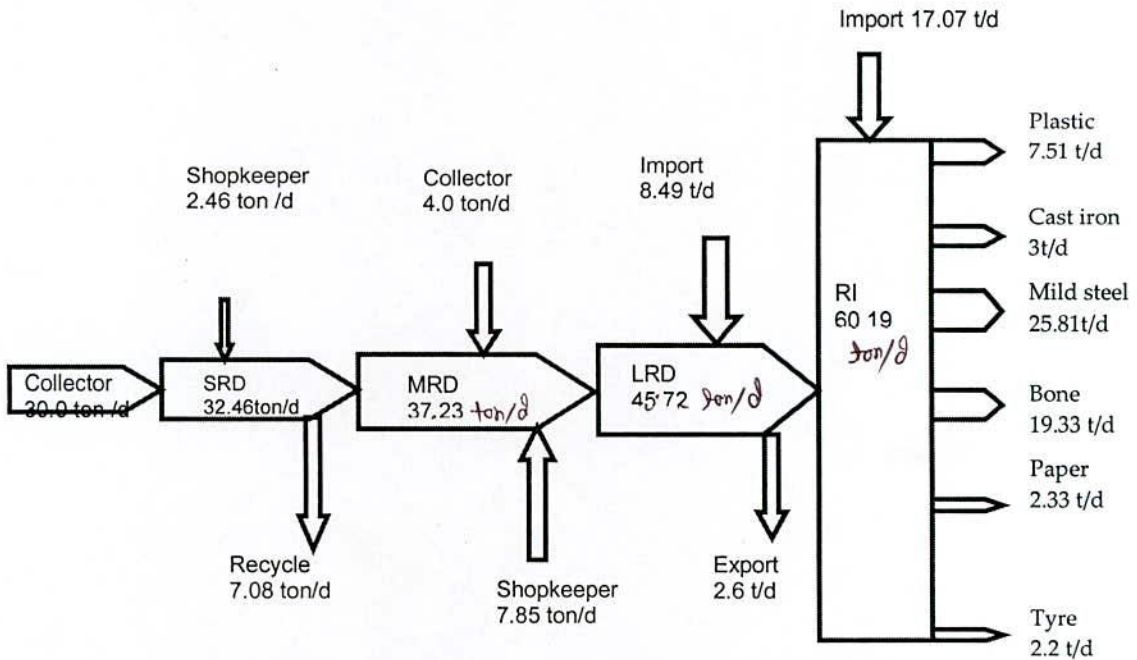 Import 17.07 t/d
Plastic
7.51 t/d
Shopkeeper
2.46 ton /d
Collector
4.0 ton/d
Import
8.49 t/d
Cast iron
3t/d
Mild steel
25.81t/d
RI
60 19
ton/d
Collector
30.0 ton /d
SRD
32.46ton/d
MRD
37.23 ton/d
LRD
45.72 ton/d
Bone
19.33 t/d
Paper
2.33 t/d
Recycle
7.08 ton/d
Shopkeeper
7.85 ton/d
Export
2.6 t/d
Tyre
2.2 t/d